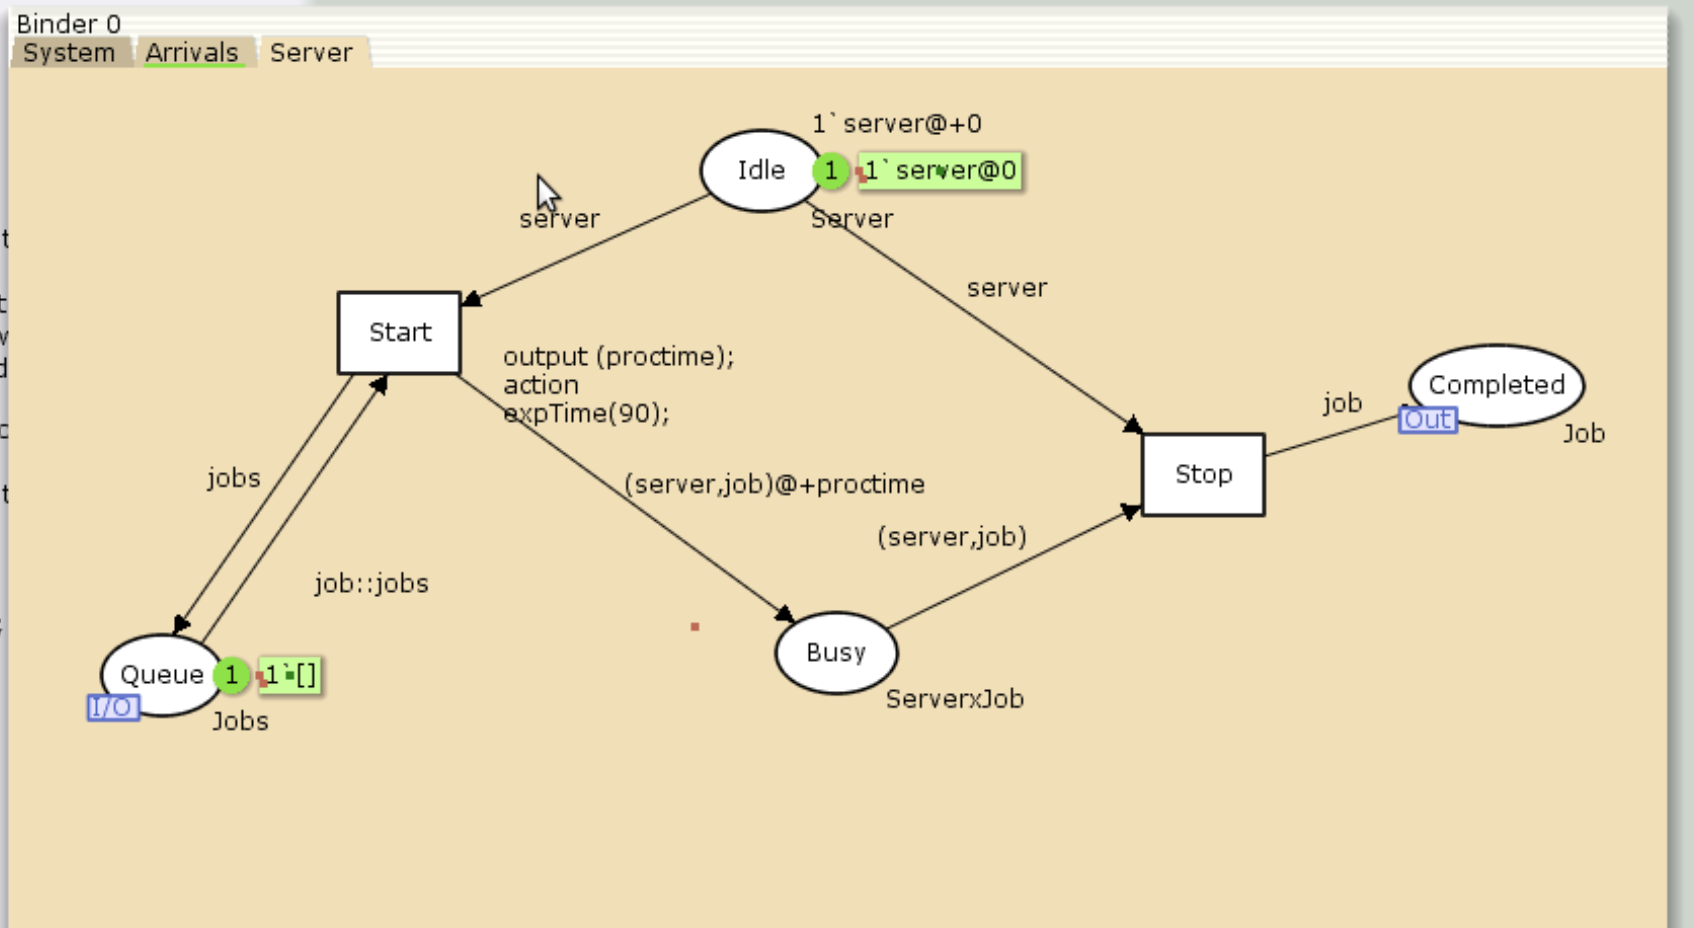 Binder 0
System Arrivals Server
1`server@+0
Idle 1 1`server@0
server
Server
server
Start
output (proctime);
action
expTime(90);
Completed
job
Out
Job
jobs
Stop
(server,job)@+proctime
(server,job)
job::jobs
Busy
Queue 1 1`[]
ServerxJob
I/O
Jobs